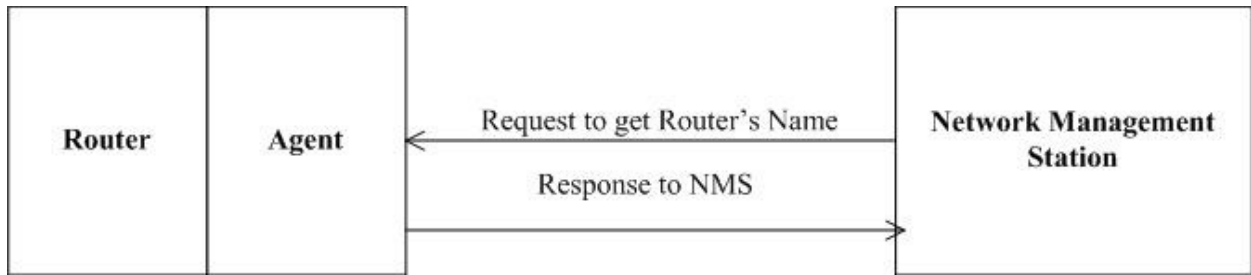 Router
Agent
Request to get Router’s Name
Response to NMS
Network Management
Station